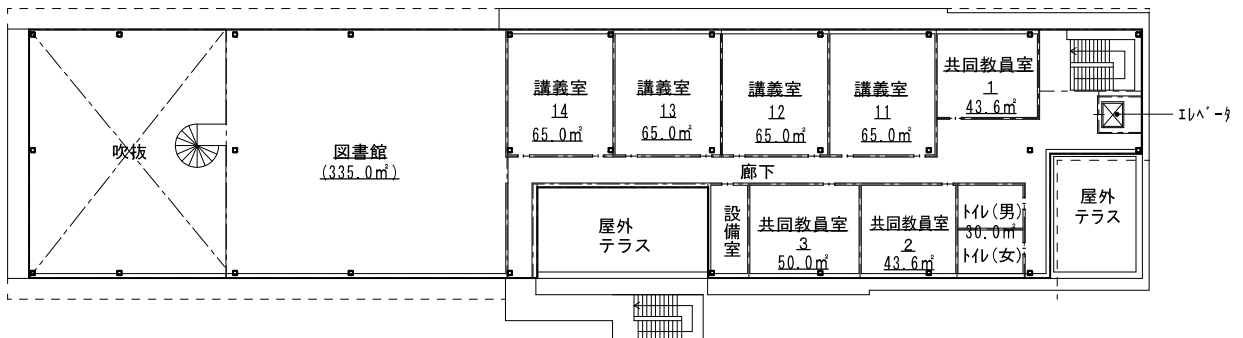 吹抜
図書館
(335.0㎡)
講義室
14
65.0㎡
講義室
13
65.0㎡
講義室
12
65.0㎡
講義室
11
65.0㎡
共同教員室
1
43.6㎡
ｴﾚﾍﾞｰﾀ
廊下
屋外
テラス
設備室
共同教員室
3
50.0㎡
共同教員室
2
43.6㎡
ﾄｲﾚ(男)
30.0㎡
ﾄｲﾚ(女)
屋外
テラス